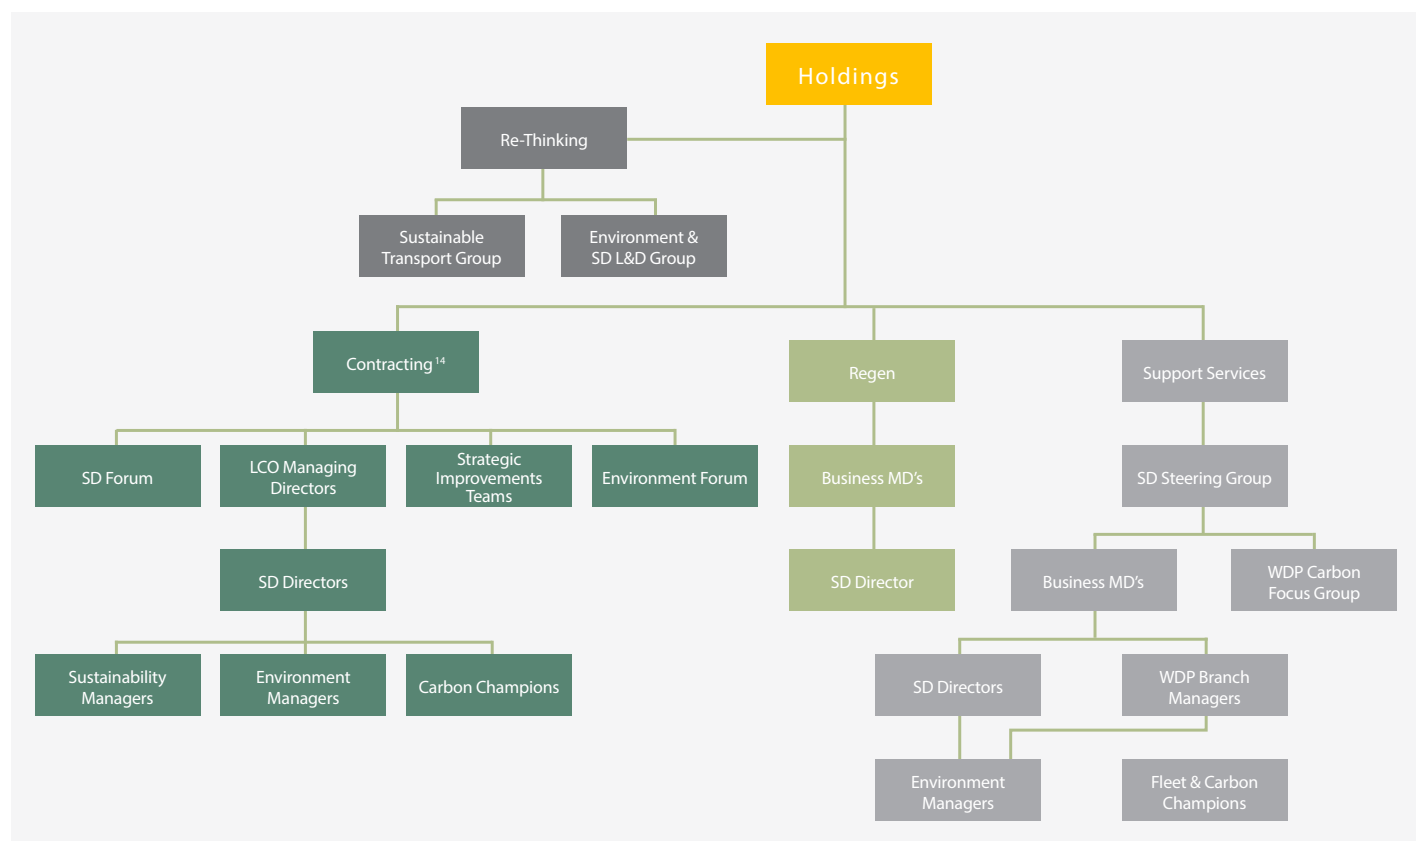 Holdings
Re-Thinking
Sustainable
Transport Group
Environment &
SD L&D Group
Contracting 14
Regen
Support Services
SD Forum
LCO Managing
Directors
Strategic
Improvements
Teams
Environment Forum
Business MD's
SD Steering Group
SD Directors
SD Director
Business MD's
WDP Carbon
Focus Group
Sustainability
Managers
Environment
Managers
Carbon Champions
SD Directors
WDP Branch
Managers
Environment
Managers
Fleet & Carbon
Champions